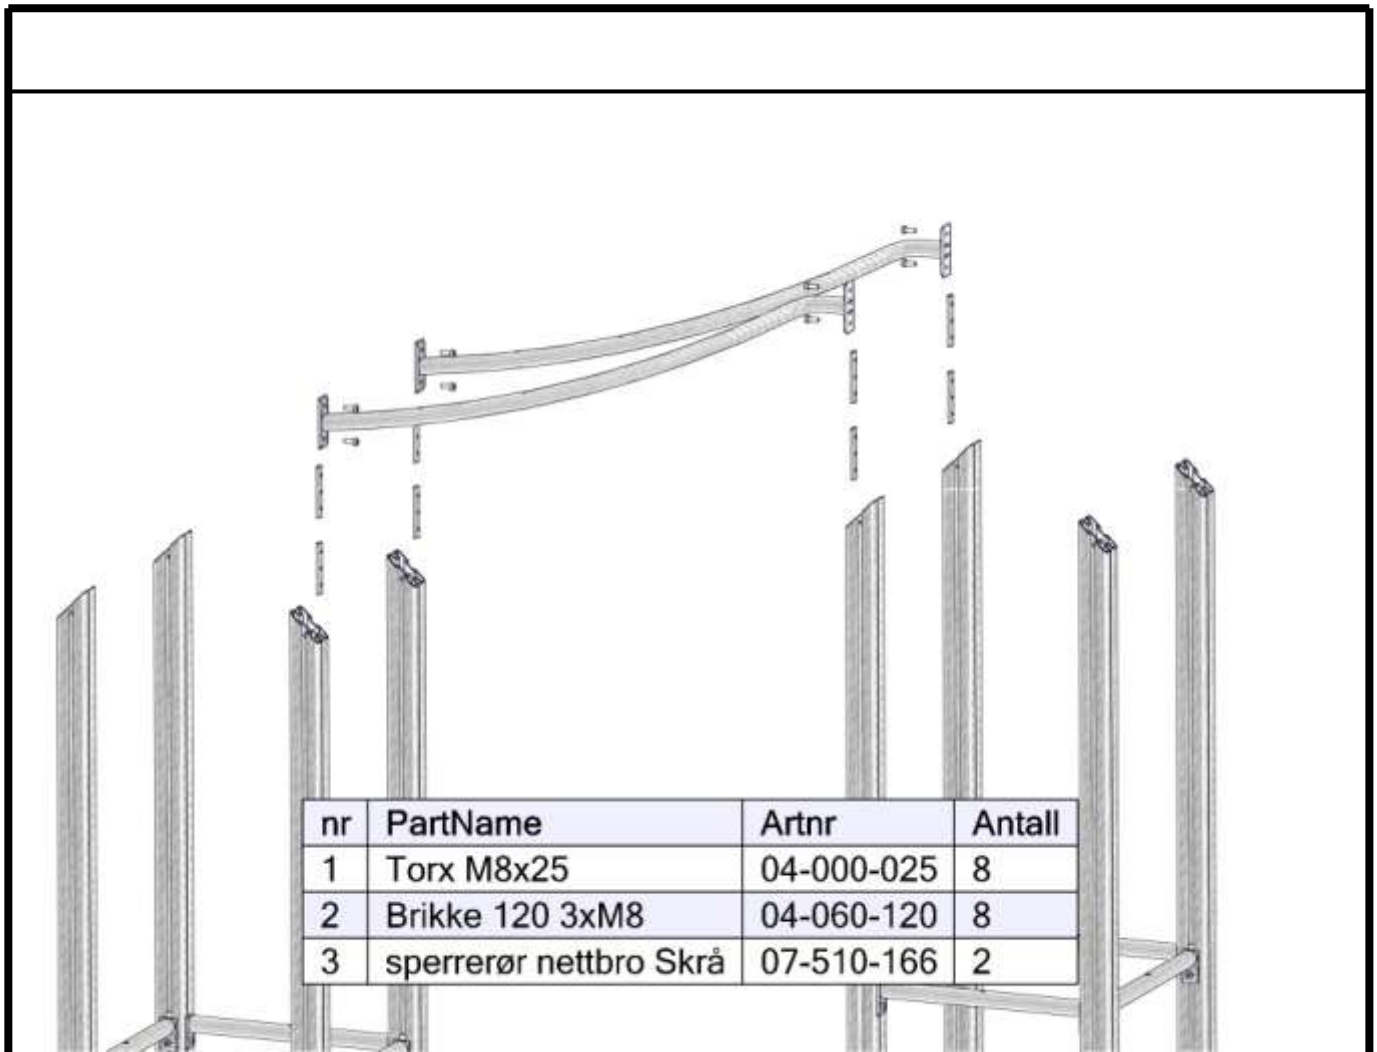 nr PartName Artnr Antall
1 Torx M8x25 04-000-025 8
2 Brikke 120 3xM8 04-060-120 8
3 sperrerør nettbro Skrå 07-510-166 2